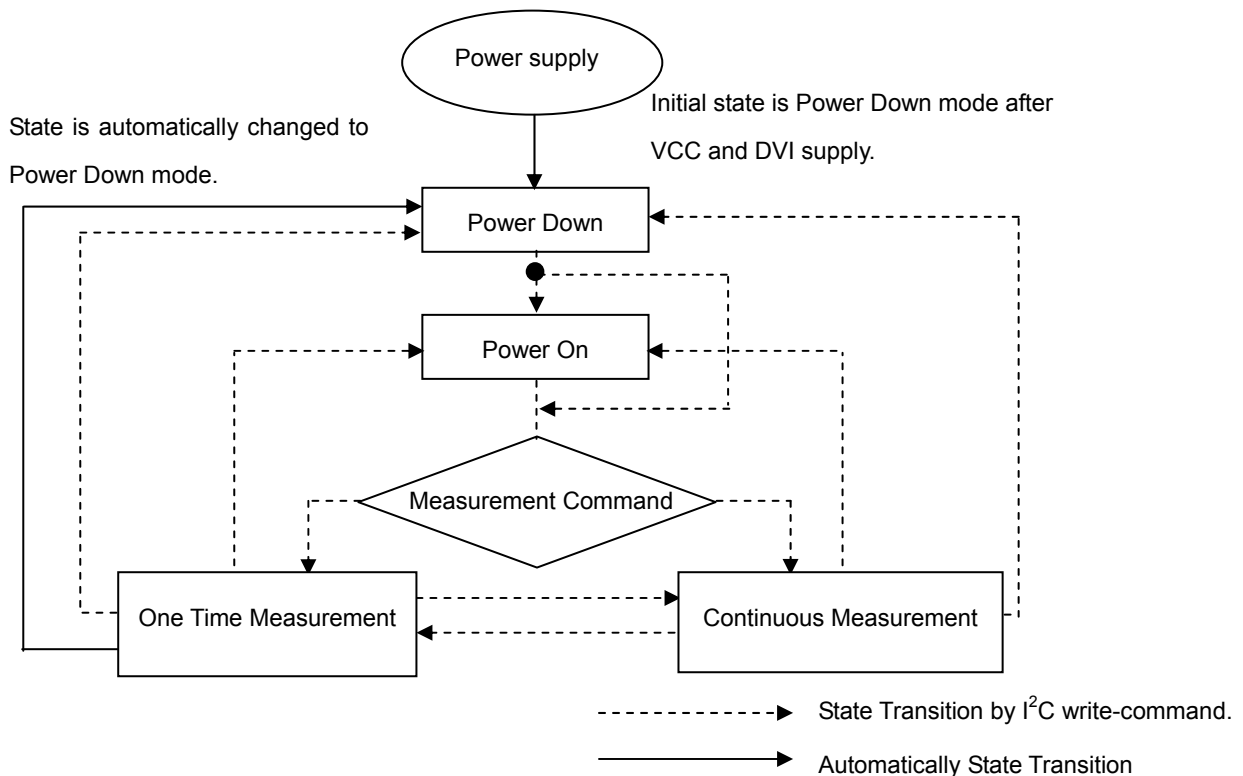 Power supply
Initial state is Power Down mode after
VCC and DVI supply.
State is automatically changed to
Power Down mode.
Power Down
Power On
Measurement Command
One Time Measurement
Continuous Measurement
State Transition by I²C write-command.
Automatically State Transition